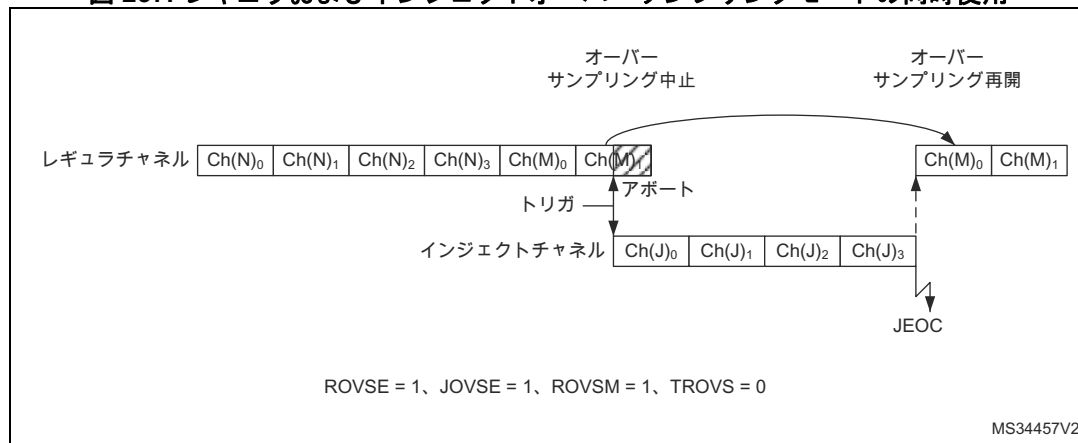 オーバー
サンプリング中止
オーバー
サンプリング再開
レギュラチャネル Ch(N)₀ Ch(N)₁ Ch(N)₂ Ch(N)₃ Ch(M)₀ Ch(M)₁ Ch(M)₀ Ch(M)₁
アボート
トリガ
インジェクトチャネル Ch(J)₀ Ch(J)₁ Ch(J)₂ Ch(J)₃
JEOC
ROVSE = 1、JOVSE = 1、ROVSM = 1、TROVS = 0
MS34457V2